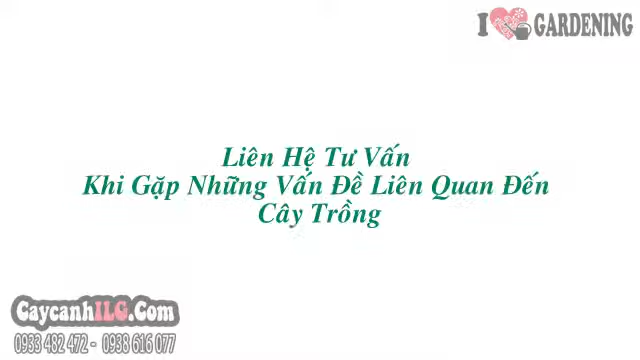 I GARDENING
Liên Hệ Tư Vấn
Khi Gặp Những Vấn Đề Liên Quan Đến
Cây Trồng
CaycanhILG.Com
0933 482 472 - 0938 616 077